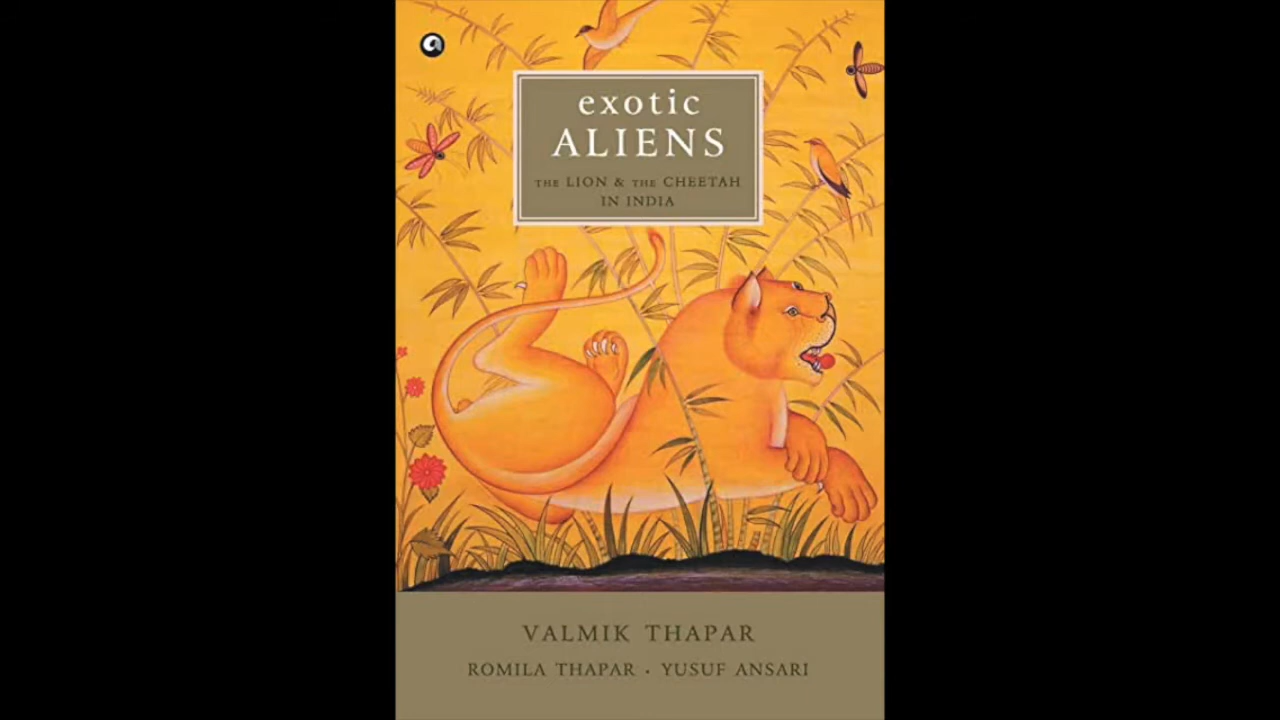 exotic
ALIENS
THE LION & THE CHEETAH
IN INDIA
VALMIK THAPAR
ROMILA THAPAR · YUSUF ANSARI